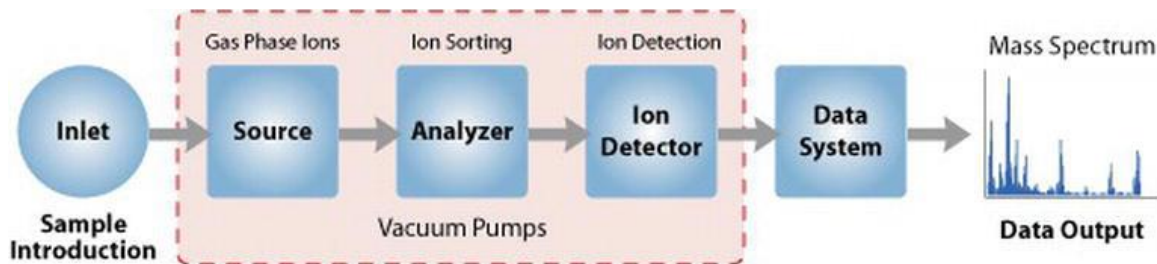 Gas Phase Ions
Ion Sorting
Ion Detection
Mass Spectrum
Inlet
Source
Analyzer
Ion
Detector
Data
System
Sample
Introduction
Vacuum Pumps
Data Output